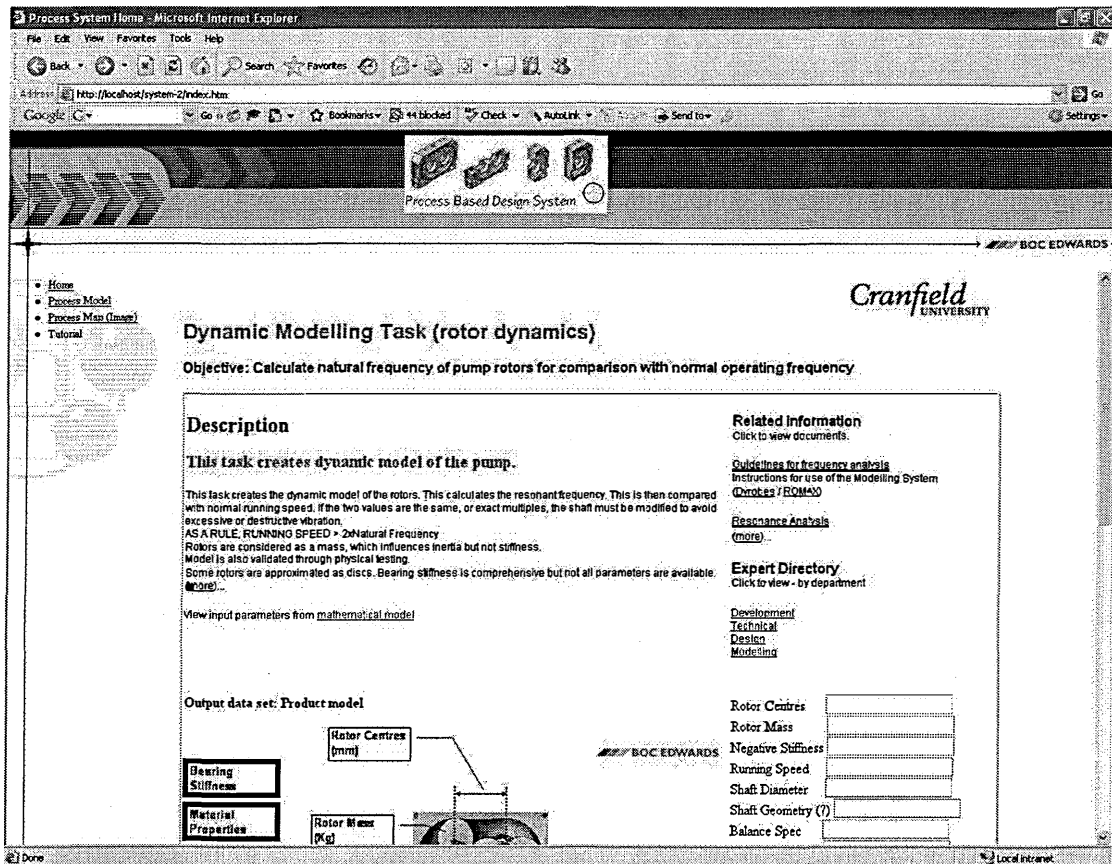 Process System Home - Microsoft Internet Explorer
File Edit View Favorites Tools Help
Back Search Favorites
Address http://localhost/system-2/index.htm Go
Google Go Bookmarks 44 blocked Check AutoLink Send to Settings
Process Based Design System
BOC EDWARDS
Home
Process Model
Process Map (Image)
Tutorial
Cranfield
UNIVERSITY
Dynamic Modelling Task (rotor dynamics)
Objective: Calculate natural frequency of pump rotors for comparison with normal operating frequency
Description
This task creates dynamic model of the pump.
This task creates the dynamic model of the rotors. This calculates the resonant frequency. This is then compared
with normal running speed. If the two values are the same, or exact multiples, the shaft must be modified to avoid
excessive or destructive vibration.
AS A RULE, RUNNING SPEED > 2xNatural Frequency
Rotors are considered as a mass, which influences inertia but not stiffness.
Model is also validated through physical testing.
Some rotors are approximated as discs. Bearing stiffness is comprehensive but not all parameters are available.
(more)...
View input parameters from mathematical model
Related Information
Click to view documents.
Guidelines for frequency analysis
Instructions for use of the Modelling System
(Dyrobes / ROMAX)
Resonance Analysis
(more)...
Expert Directory
Click to view - by department
Development
Technical
Design
Modelling
Output data set: Product model
Rotor Centres
(mm)
BOC EDWARDS
Bearing
Stiffness
Material
Properties
Rotor Mass
(Kg)
Rotor Centres
Rotor Mass
Negative Stiffness
Running Speed
Shaft Diameter
Shaft Geometry (?)
Balance Spec
Done
Local intranet